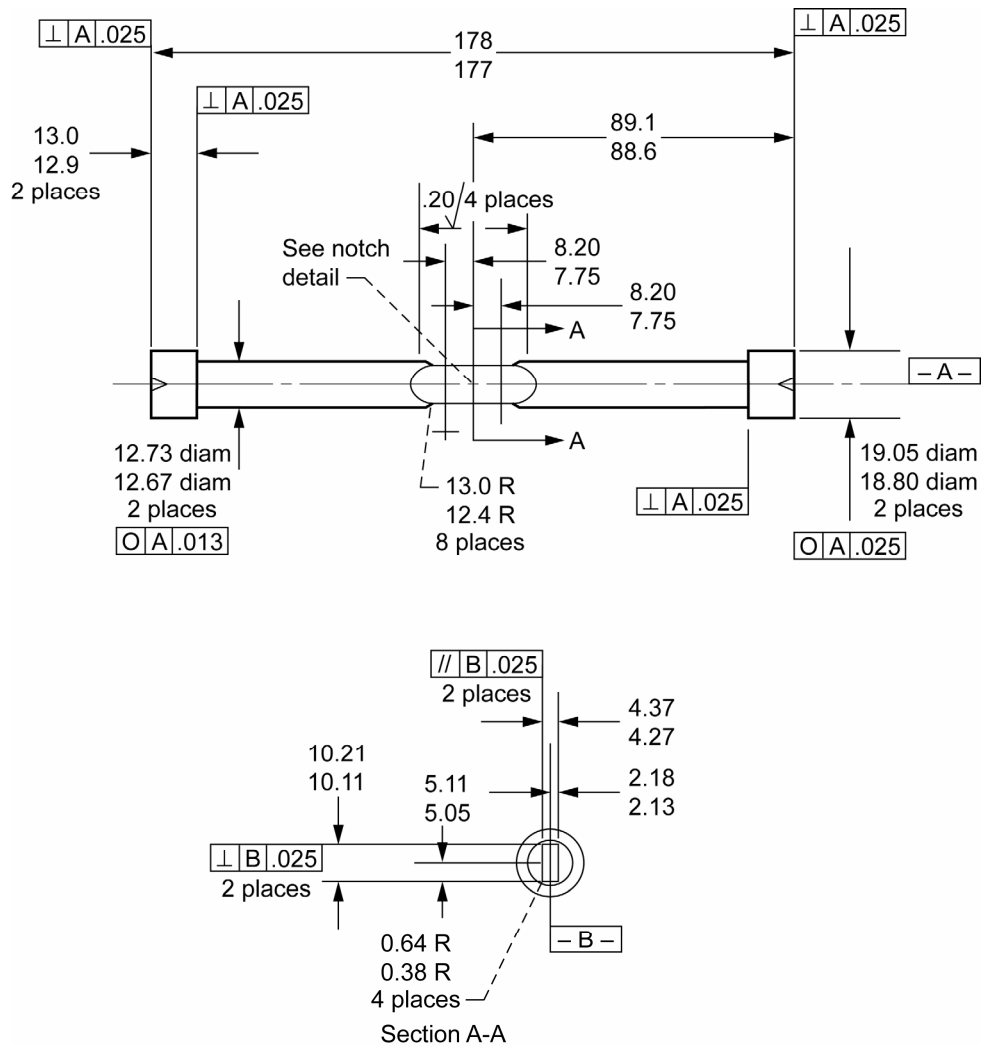 ⊥ A .025
⊥ A .025
178
177
⊥ A .025
89.1
88.6
13.0
12.9
2 places
.20 4 places
See notch
detail
8.20
7.75
8.20
7.75
A
– A –
A
12.73 diam
12.67 diam
2 places
O A .013
13.0 R
12.4 R
8 places
⊥ A .025
19.05 diam
18.80 diam
2 places
O A .025
// B .025
2 places
4.37
4.27
10.21
10.11
5.11
5.05
2.18
2.13
⊥ B .025
2 places
– B –
0.64 R
0.38 R
4 places
Section A-A